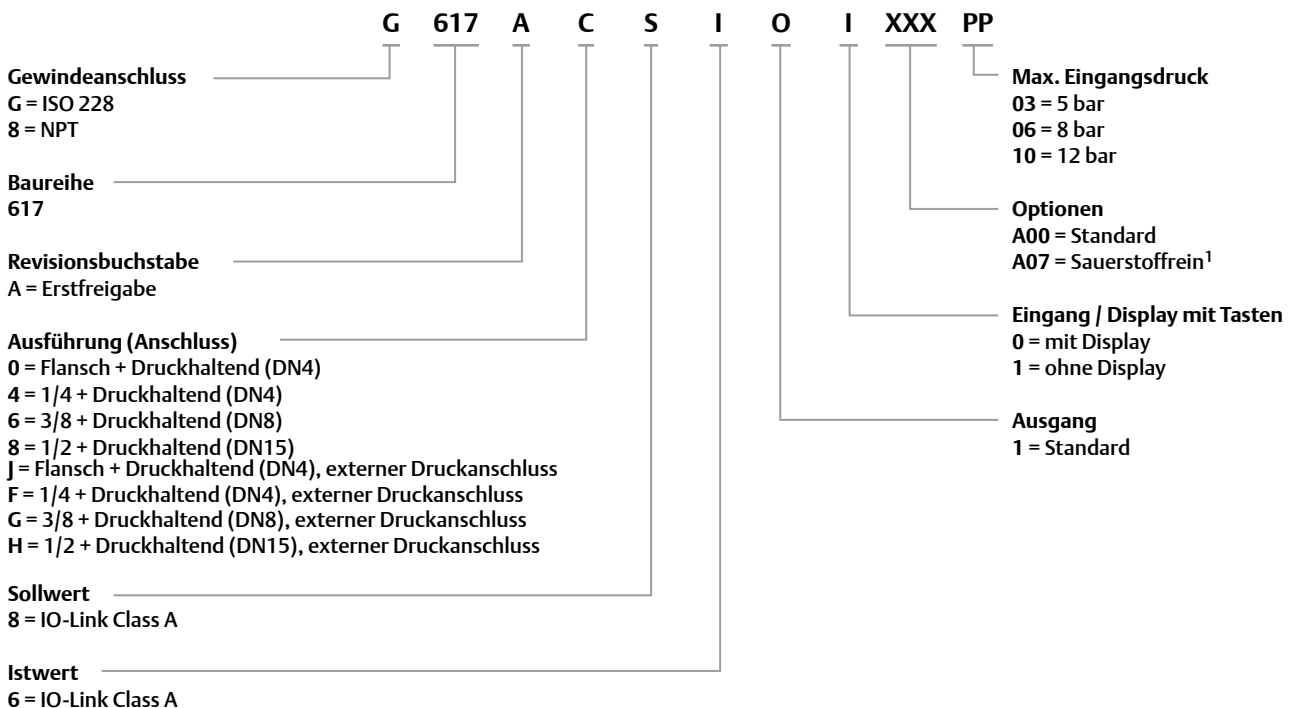 G 617 A C S I O I XXX PP
Gewindeanschluss
G = ISO 228
8 = NPT
Baureihe
617
Revisionsbuchstabe
A = Erstfreigabe
Ausführung (Anschluss)
0 = Flansch + Druckhaltend (DN4)
4 = 1/4 + Druckhaltend (DN4)
6 = 3/8 + Druckhaltend (DN8)
8 = 1/2 + Druckhaltend (DN15)
J = Flansch + Druckhaltend (DN4), externer Druckanschluss
F = 1/4 + Druckhaltend (DN4), externer Druckanschluss
G = 3/8 + Druckhaltend (DN8), externer Druckanschluss
H = 1/2 + Druckhaltend (DN15), externer Druckanschluss
Sollwert
8 = IO-Link Class A
Istwert
6 = IO-Link Class A
Max. Eingangsdruck
03 = 5 bar
06 = 8 bar
10 = 12 bar
Optionen
A00 = Standard
A07 = Sauerstoffrein1
Eingang / Display mit Tasten
0 = mit Display
1 = ohne Display
Ausgang
1 = Standard